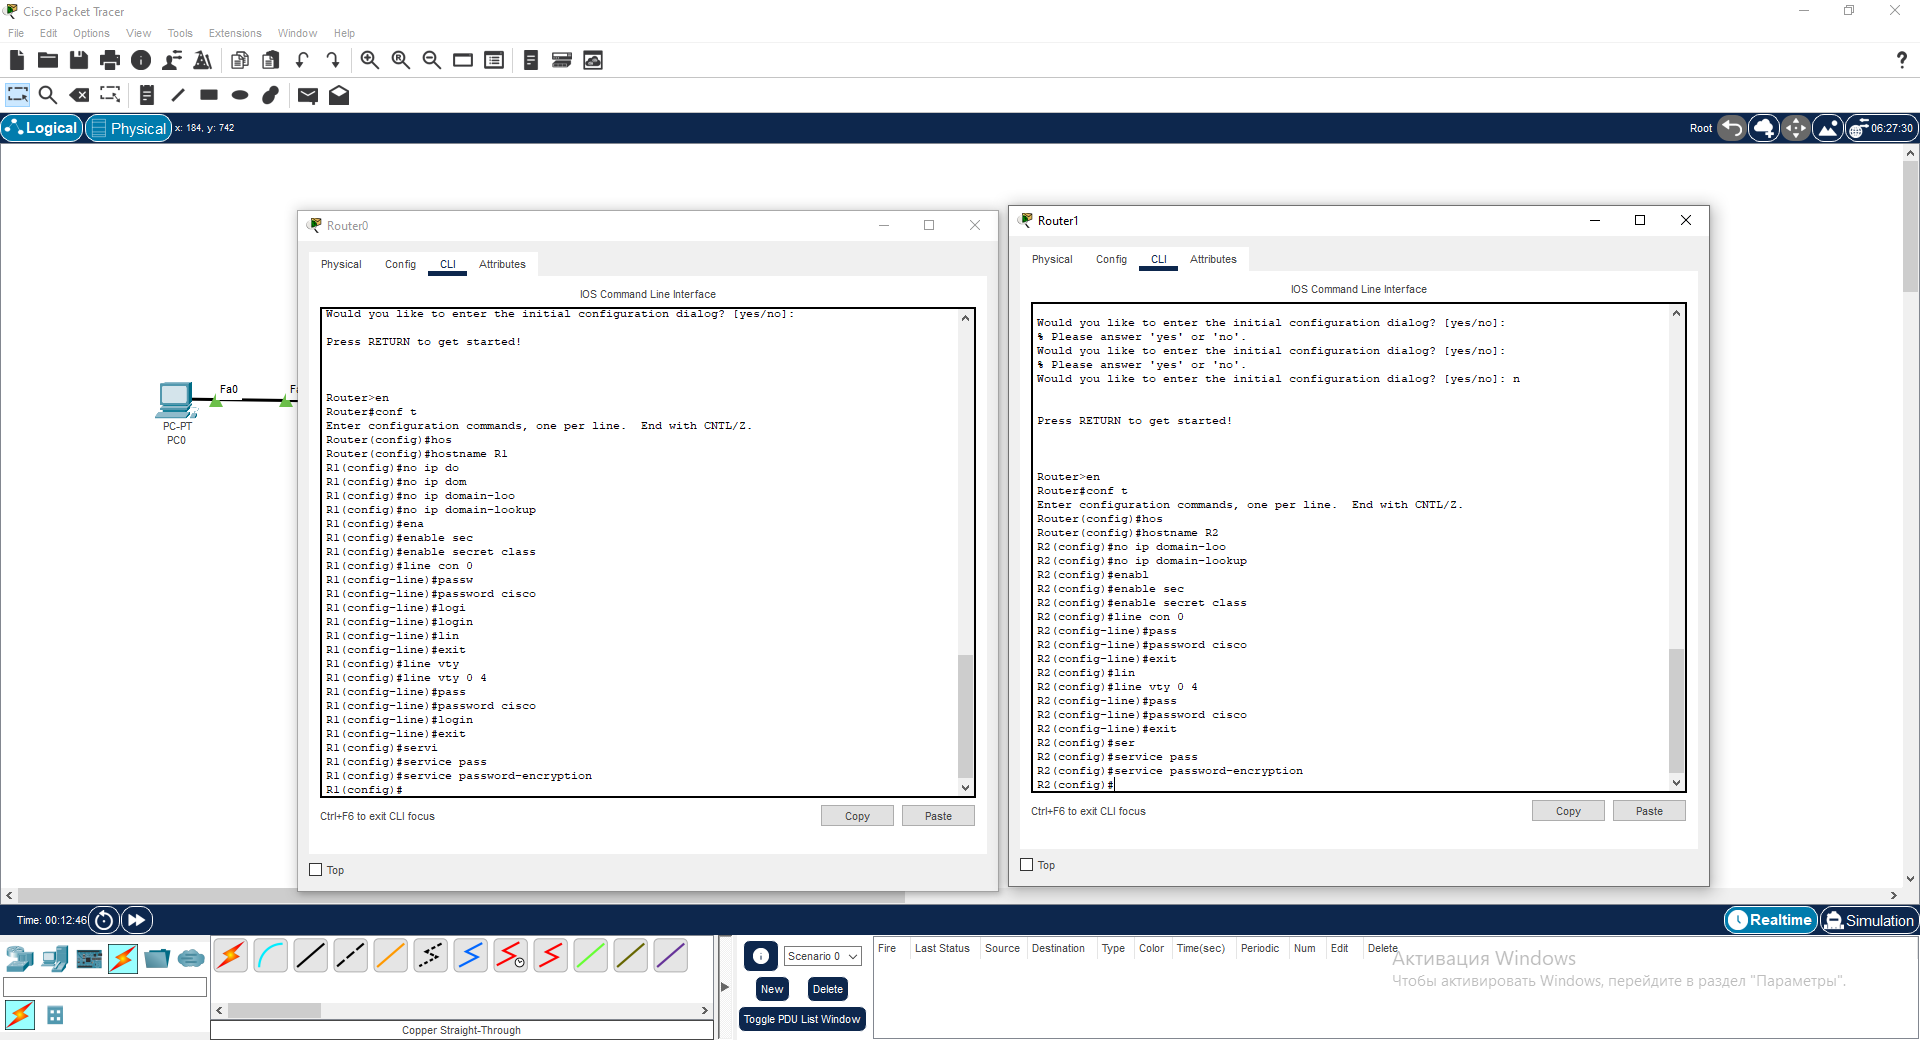 Cisco Packet Tracer
File Edit Options View Tools Extensions Window Help
Logical Physical x: 184, y: 742
Root 06:27:30
Fa0
Fa
PC-PT
PC0
Router0
Physical Config CLI Attributes
IOS Command Line Interface
Would you like to enter the initial configuration dialog? [yes/no]:
Press RETURN to get started!
Router>en
Router#conf t
Enter configuration commands, one per line.  End with CNTL/Z.
Router(config)#hos
Router(config)#hostname R1
R1(config)#no ip do
R1(config)#no ip dom
R1(config)#no ip domain-loo
R1(config)#no ip domain-lookup
R1(config)#ena
R1(config)#enable sec
R1(config)#enable secret class
R1(config)#line con 0
R1(config-line)#passw
R1(config-line)#password cisco
R1(config-line)#logi
R1(config-line)#login
R1(config-line)#lin
R1(config-line)#exit
R1(config)#line vty
R1(config)#line vty 0 4
R1(config-line)#pass
R1(config-line)#password cisco
R1(config-line)#login
R1(config-line)#exit
R1(config)#servi
R1(config)#service pass
R1(config)#service password-encryption
R1(config)#
Ctrl+F6 to exit CLI focus
Copy Paste
Top
Router1
Physical Config CLI Attributes
IOS Command Line Interface
Would you like to enter the initial configuration dialog? [yes/no]:
% Please answer 'yes' or 'no'.
Would you like to enter the initial configuration dialog? [yes/no]:
% Please answer 'yes' or 'no'.
Would you like to enter the initial configuration dialog? [yes/no]: n
Press RETURN to get started!
Router>en
Router#conf t
Enter configuration commands, one per line.  End with CNTL/Z.
Router(config)#hos
Router(config)#hostname R2
R2(config)#no ip domain-loo
R2(config)#no ip domain-lookup
R2(config)#enabl
R2(config)#enable sec
R2(config)#enable secret class
R2(config)#line con 0
R2(config-line)#pass
R2(config-line)#password cisco
R2(config-line)#exit
R2(config)#lin
R2(config)#line vty 0 4
R2(config-line)#pass
R2(config-line)#password cisco
R2(config-line)#exit
R2(config)#ser
R2(config)#service pass
R2(config)#service password-encryption
R2(config)#
Ctrl+F6 to exit CLI focus
Copy Paste
Top
Time: 00:12:46
Realtime Simulation
Copper Straight-Through
Scenario 0
New Delete
Toggle PDU List Window
Fire Last Status Source Destination Type Color Time(sec) Periodic Num Edit Delete
Активация Windows
Чтобы активировать Windows, перейдите в раздел "Параметры".